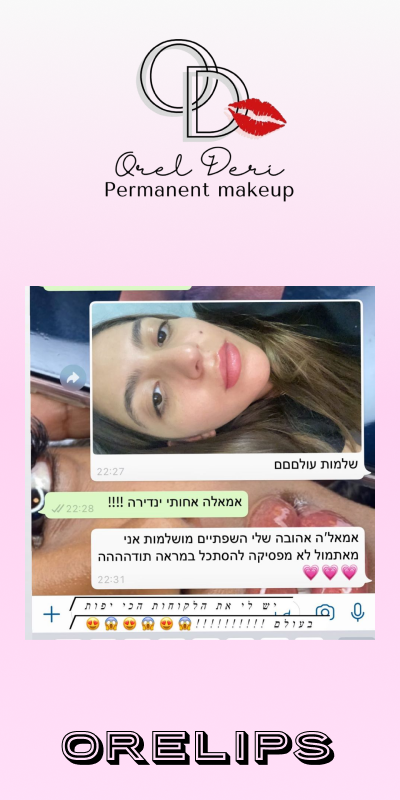 OD
Orel Deri
Permanent makeup
שלמות עולםםם
22:27
אמאלה אחותי ינדירה !!!!
22:28
אמאל׳ה אהובה שלי השפתיים מושלמות אני
מאתמול לא מפסיקה להסתכל במראה תודהההה
💗💗💗
22:31
יש לי את הלקוחות הכי יפות
בעולם !!!!!!!!!!😱😍😱😍😱😍
ORELIPS